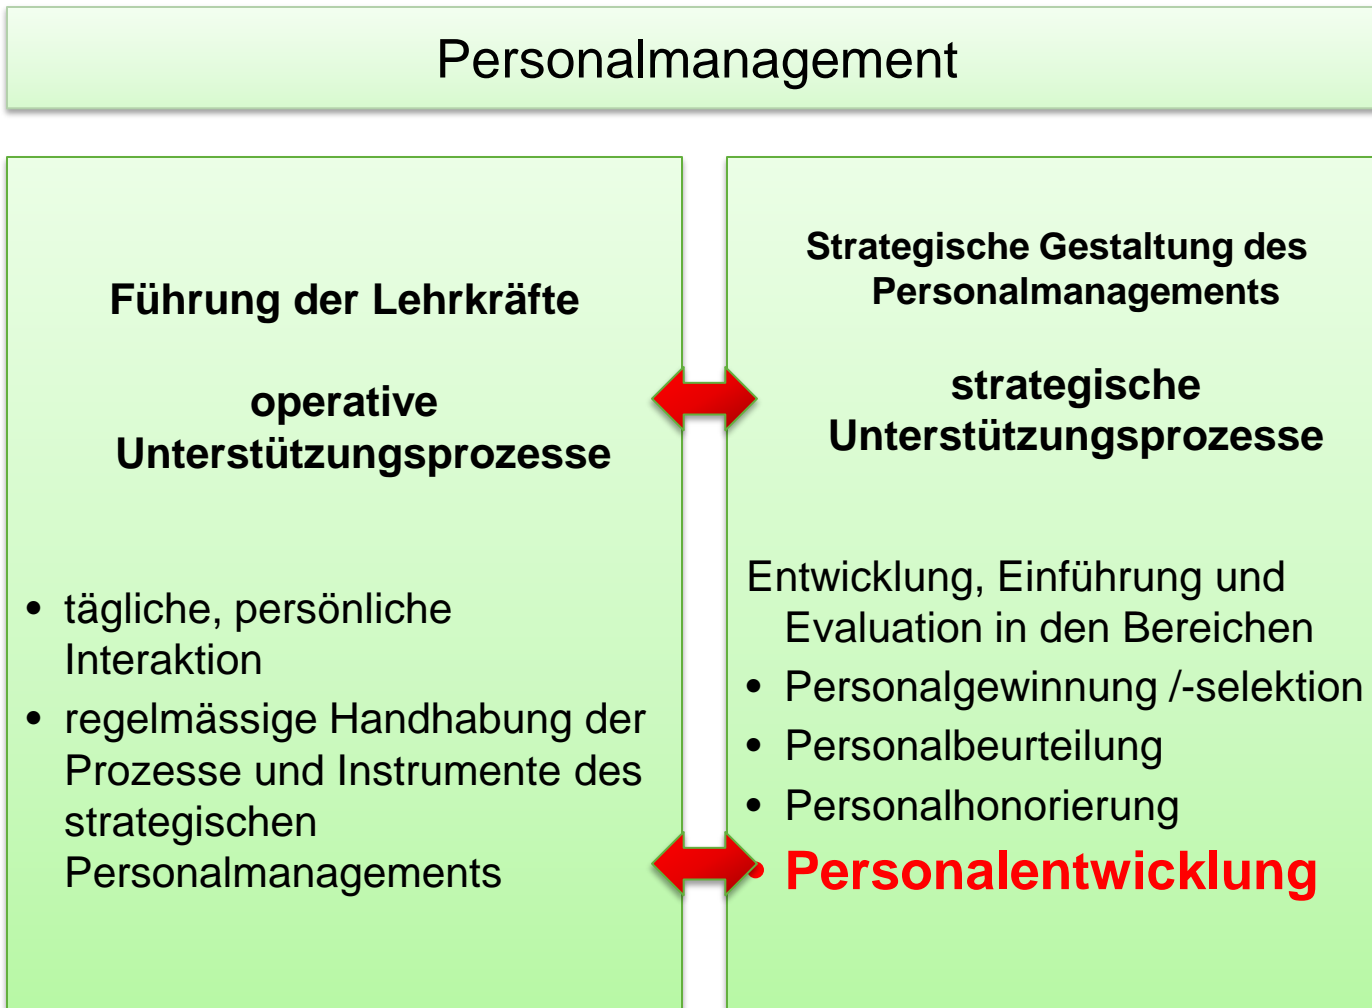 Personalmanagement
Führung der Lehrkräfte
operative
Unterstützungsprozesse
• tägliche, persönliche
Interaktion
• regelmässige Handhabung der
Prozesse und Instrumente des
strategischen
Personalmanagements
Strategische Gestaltung des
Personalmanagements
strategische
Unterstützungsprozesse
Entwicklung, Einführung und
Evaluation in den Bereichen
• Personalgewinnung /-selektion
• Personalbeurteilung
• Personalhonorierung
• Personalentwicklung